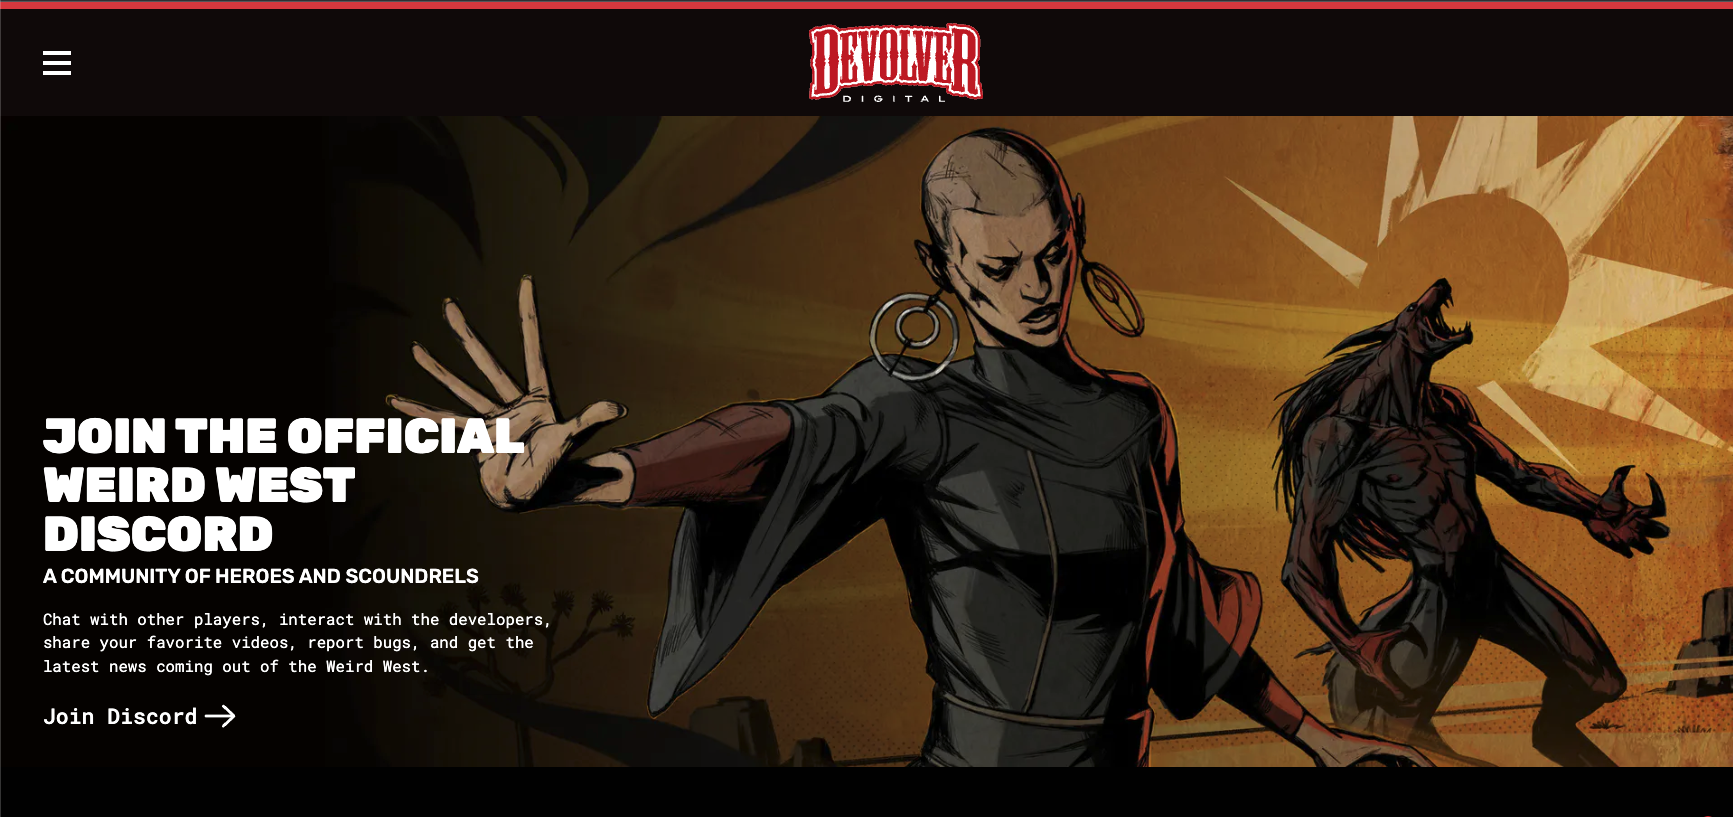 DEVOLVER
DIGITAL
JOIN THE OFFICIAL
WEIRD WEST
DISCORD
A COMMUNITY OF HEROES AND SCOUNDRELS
Chat with other players, interact with the developers,
share your favorite videos, report bugs, and get the
latest news coming out of the Weird West.
Join Discord